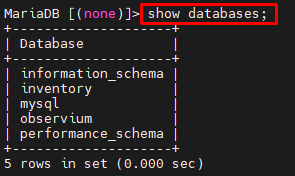 MariaDB [(none)]> show databases;
+--------------------+
| Database           |
+--------------------+
| information_schema |
| inventory          |
| mysql              |
| observium          |
| performance_schema |
+--------------------+
5 rows in set (0.000 sec)